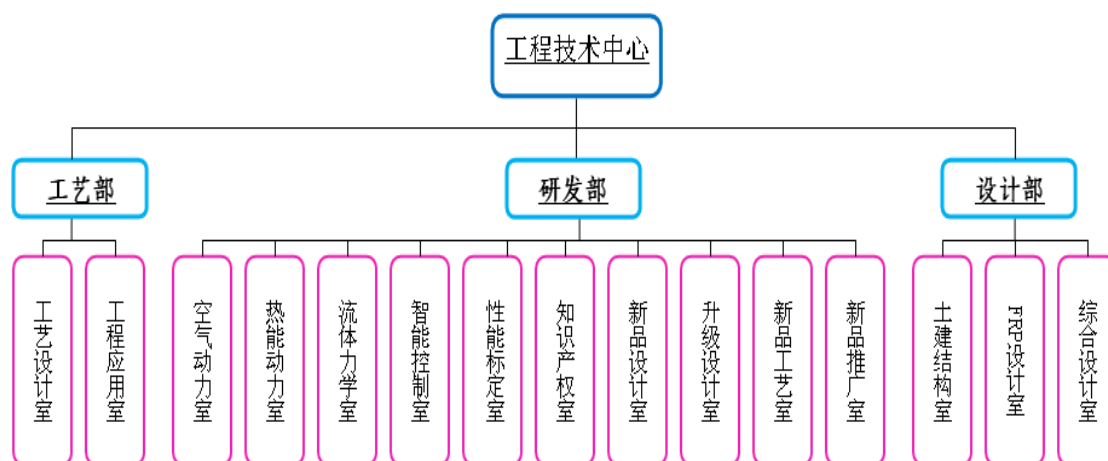 工程技术中心
工艺部
研发部
设计部
工艺设计室
工程应用室
空气动力室
热能动力室
流体力学室
智能控制室
性能标定室
知识产权室
新品设计室
升级设计室
新品工艺室
新品推广室
土建结构室
FRP设计室
综合设计室